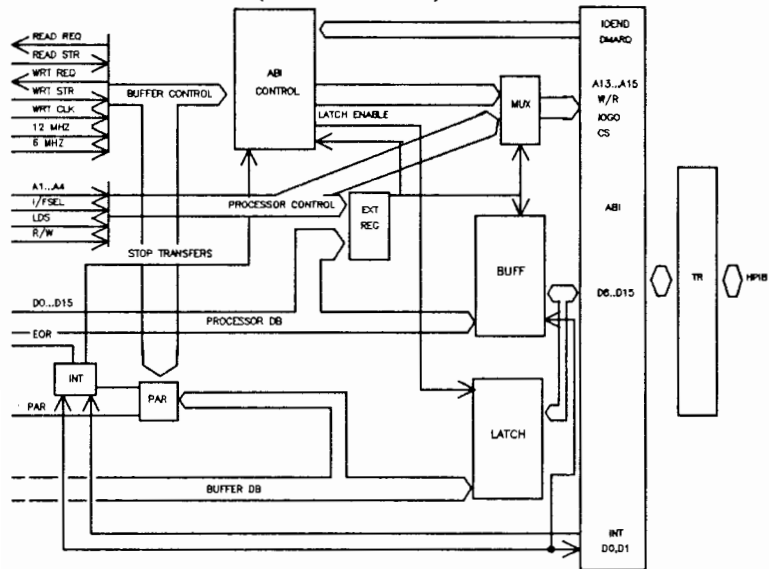 READ REQ
READ STR
WRT REQ
WRT STR
WRT CLK
12 MHZ
6 MHZ
BUFFER CONTROL
ABI
CONTROL
LATCH ENABLE
MUX
IOEND
DMARQ
A13...A15
W/R
IOGO
CS
A1...A4
I/FSEL
LDS
R/W
PROCESSOR CONTROL
EXT
REG
STOP TRANSFERS
BUFF
ABI
D0...D15
PROCESSOR DB
D8...D15
TR
HPIB
EOR
INT
PAR
PAR
LATCH
BUFFER DB
INT
D0,D1